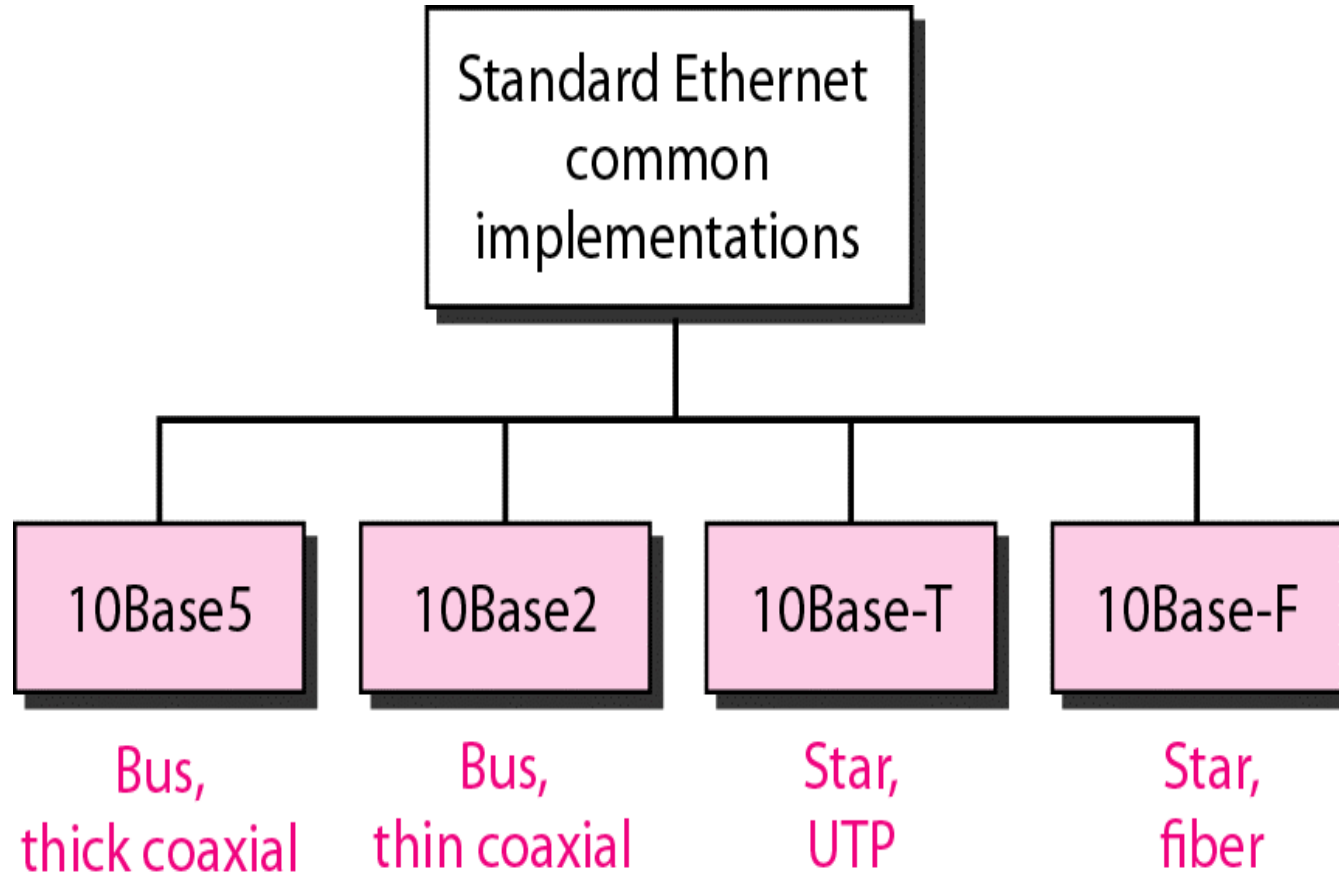 Standard Ethernet
common
implementations
10Base5
10Base2
10Base-T
10Base-F
Bus,
thick coaxial
Bus,
thin coaxial
Star,
UTP
Star,
fiber